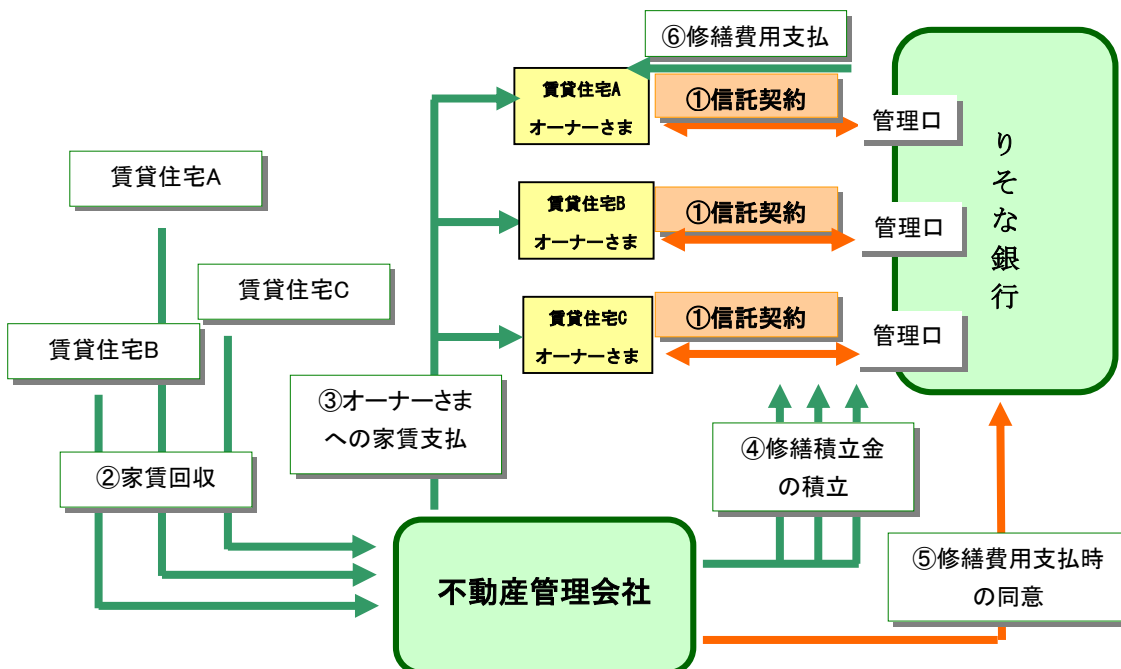 ⑥修繕費用支払
賃貸住宅A
オーナーさま
①信託契約
管理口
賃貸住宅B
オーナーさま
①信託契約
管理口
賃貸住宅C
オーナーさま
①信託契約
管理口
りそな銀行
賃貸住宅A
賃貸住宅C
賃貸住宅B
②家賃回収
③オーナーさま
への家賃支払
④修繕積立金
の積立
⑤修繕費用支払時
の同意
不動産管理会社